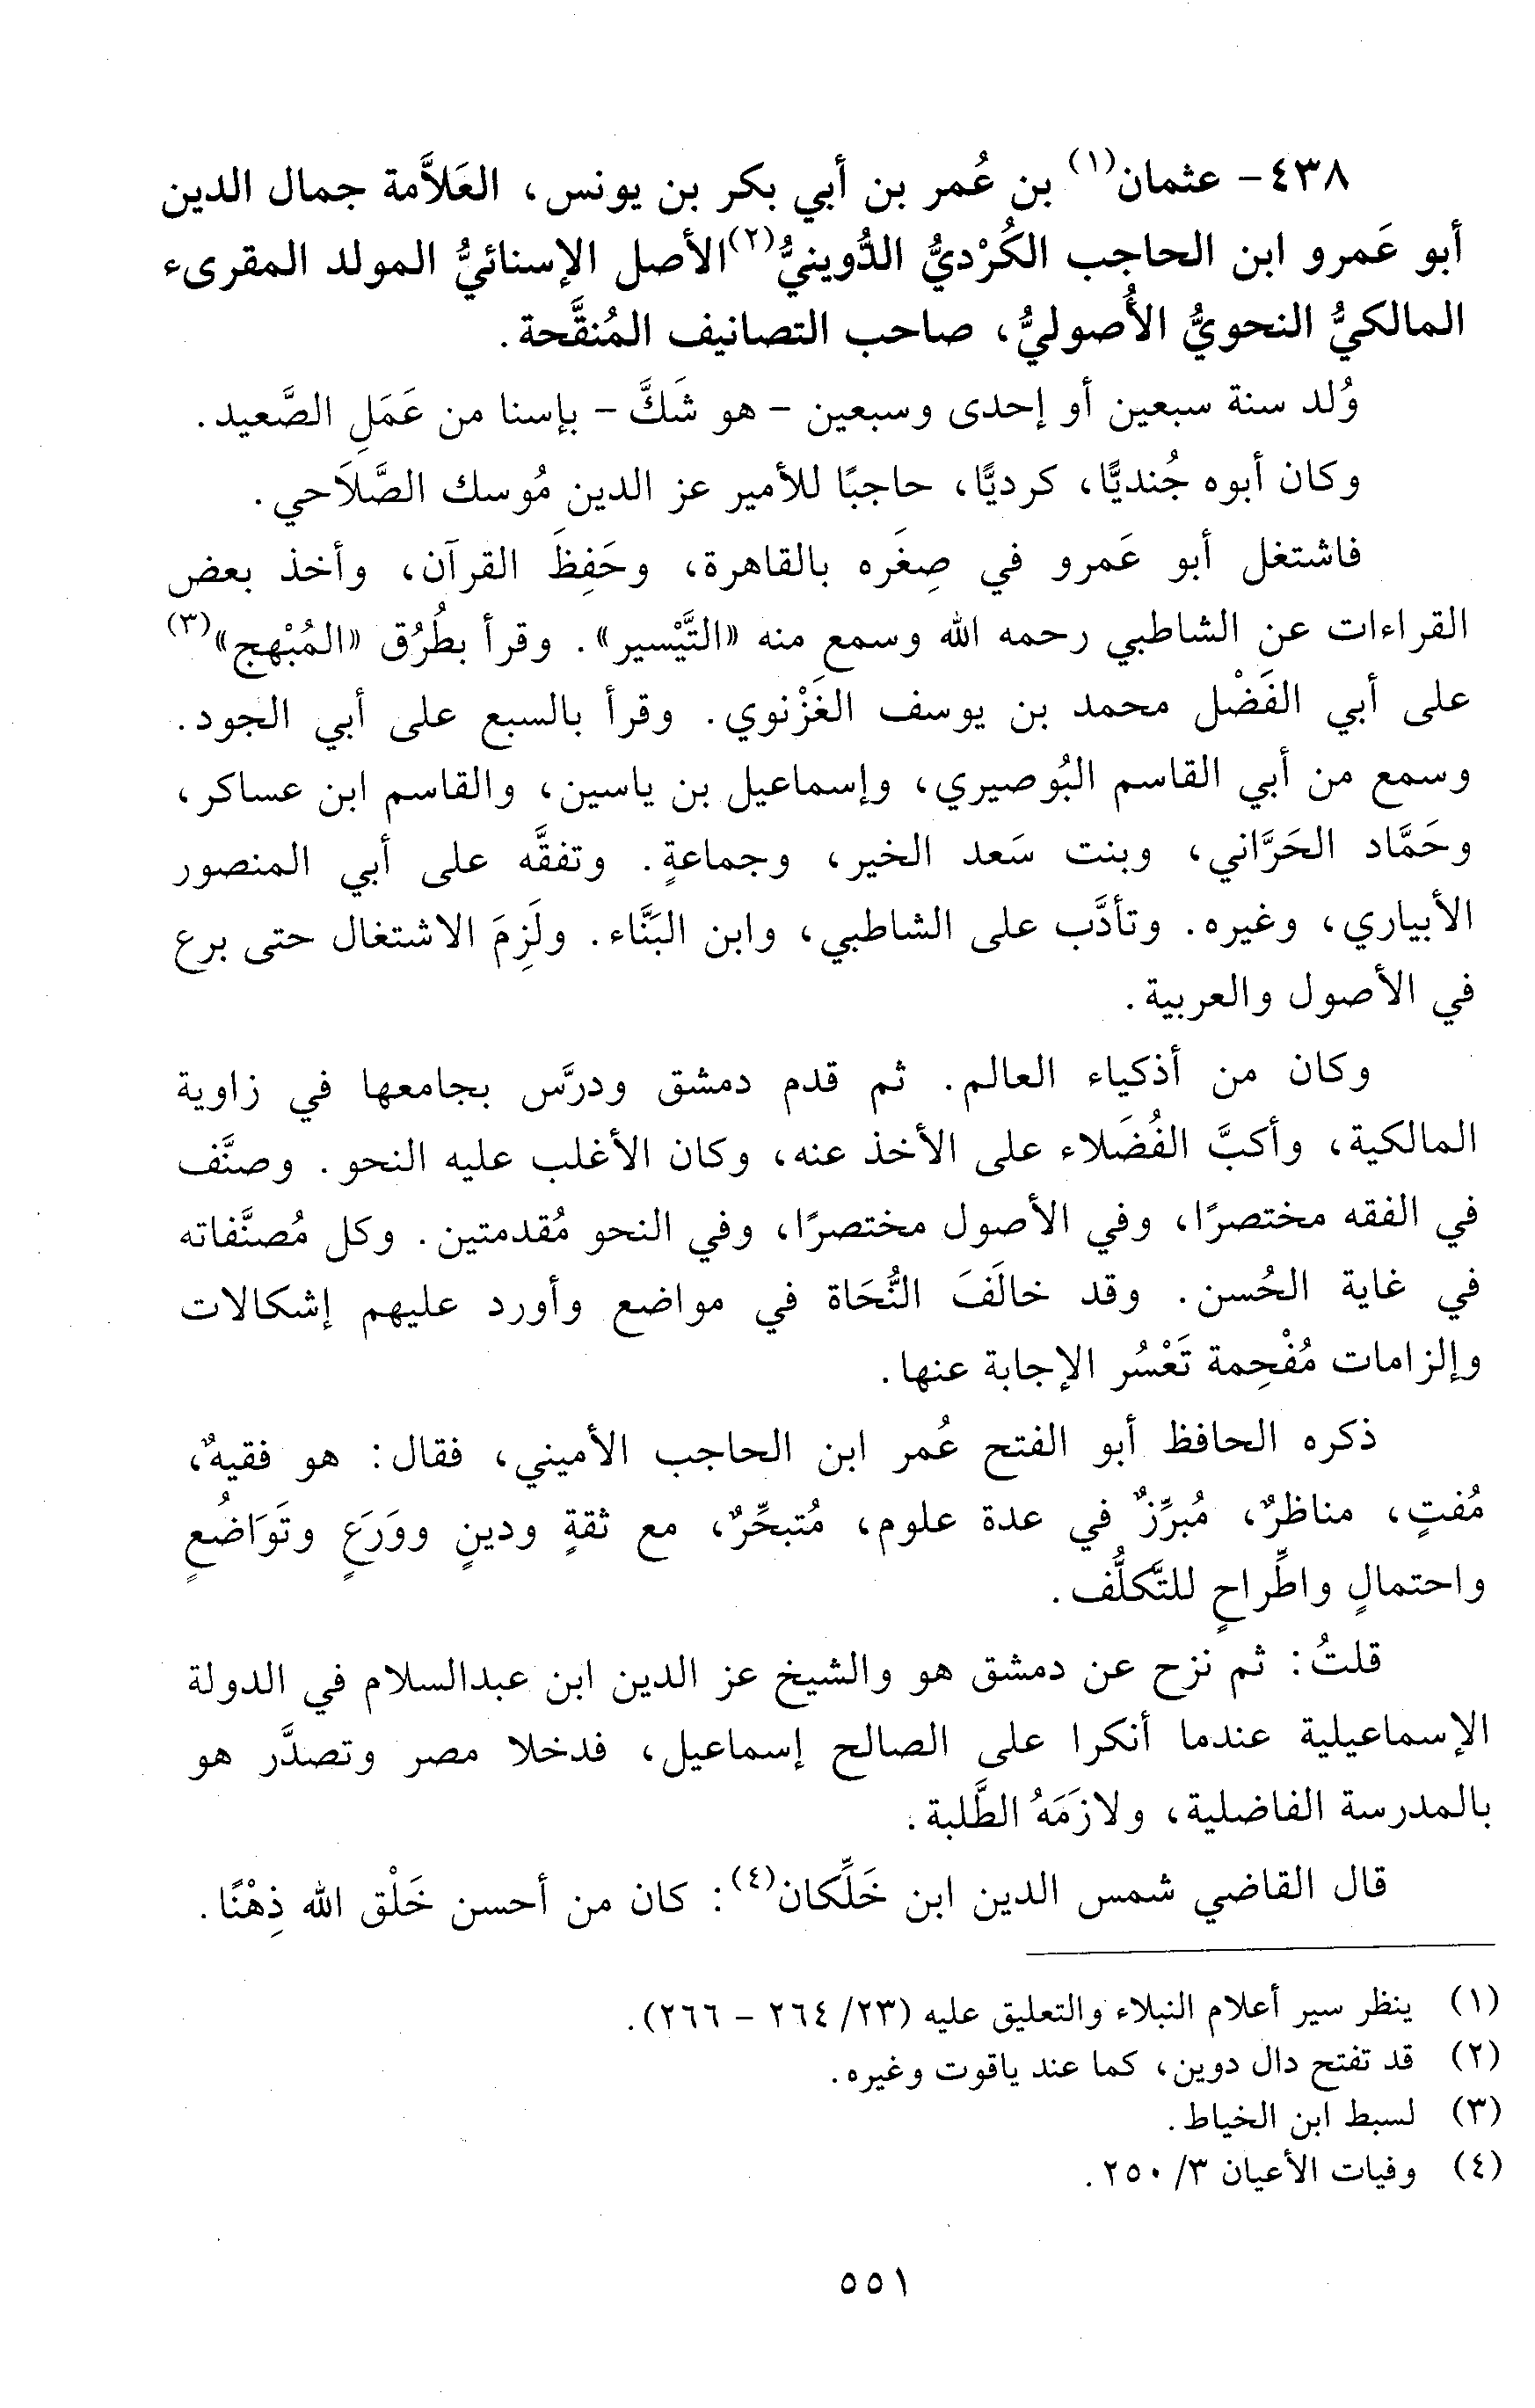 ٤٣٨- عثمان(١) بن عُمر بن أبي بكر بن يونس، العَلاَّمة جمال الدين
أبو عَمرو ابن الحاجب الكُرْديُّ الدُّوينيُّ(٢) الأصل الإسنائيُّ المولد المقرىء
المالكيُّ النحويُّ الأُصوليُّ، صاحب التصانيف المُنقَّحة.
وُلد سنة سبعين أو إحدى وسبعين - هو شَكَّ - بإسنا من عَمَلِ الصَّعيد.
وكان أبوه جُنديًّا، كرديًّا، حاجبًا للأمير عز الدين مُوسك الصَّلاَحي.
فاشتغل أبو عَمرو في صِغَره بالقاهرة، وحَفِظَ القرآن، وأخذ بعض
القراءات عن الشاطبي رحمه الله وسمع منه «التَّيْسير». وقرأ بطُرُق «المُبْهج»(٣)
على أبي الفَضْل محمد بن يوسف الغَزْنوي. وقرأ بالسبع على أبي الجود.
وسمع من أبي القاسم البُوصيري، وإسماعيل بن ياسين، والقاسم ابن عساكر،
وحَمَّاد الحَرَّاني، وبنت سَعد الخير، وجماعةٍ. وتفقَّه على أبي المنصور
الأبياري، وغيره. وتأدَّب على الشاطبي، وابن البَنَّاء. ولَزِمَ الاشتغال حتى برع
في الأصول والعربية.
وكان من أذكياء العالم. ثم قدم دمشق ودرَّس بجامعها في زاوية
المالكية، وأكبَّ الفُضَلاء على الأخذ عنه، وكان الأغلب عليه النحو. وصنَّف
في الفقه مختصرًا، وفي الأصول مختصرًا، وفي النحو مُقدمتين. وكل مُصنَّفاته
في غاية الحُسن. وقد خالَفَ النُّحَاة في مواضع وأورد عليهم إشكالات
وإلزامات مُفْحِمة تَعْسُر الإجابة عنها.
ذكره الحافظ أبو الفتح عُمر ابن الحاجب الأميني، فقال: هو فقيهٌ،
مُفتٍ، مناظرٌ، مُبرِّزٌ في عدة علوم، مُتبحِّرٌ، مع ثقةٍ ودينٍ ووَرَعٍ وتَوَاضُعٍ
واحتمالٍ واطِّراحٍ للتَّكلُّف.
قلتُ: ثم نزح عن دمشق هو والشيخ عز الدين ابن عبدالسلام في الدولة
الإسماعيلية عندما أنكرا على الصالح إسماعيل، فدخلا مصر وتصدَّر هو
بالمدرسة الفاضلية، ولازَمَهُ الطَّلبة.
قال القاضي شمس الدين ابن خَلِّكان(٤): كان من أحسن خَلْق الله ذِهْنًا.
(١) ينظر سير أعلام النبلاء والتعليق عليه (٢٣/ ٢٦٤ - ٢٦٦).
(٢) قد تفتح دال دوين، كما عند ياقوت وغيره.
(٣) لسبط ابن الخياط.
(٤) وفيات الأعيان ٣/ ٢٥٠.
٥٥١